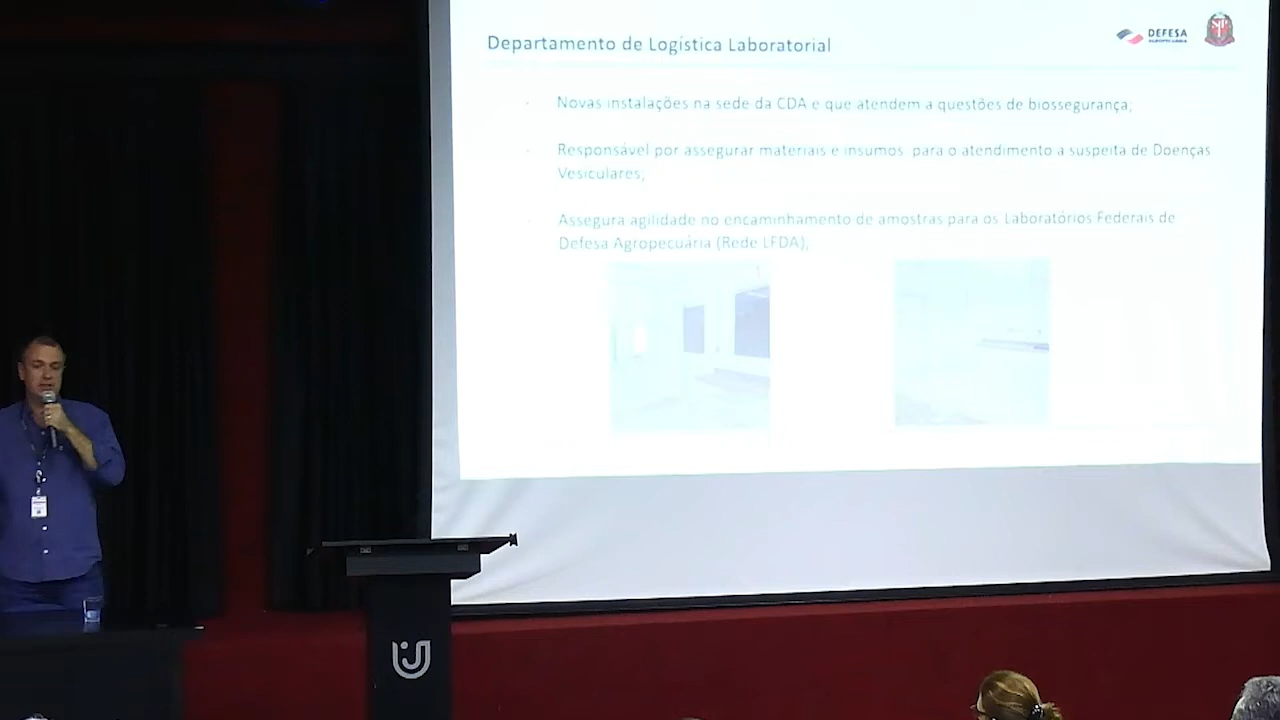 Departamento de Logística Laboratorial
DEFESA
AGROPECUÁRIA
- Novas instalações na sede da CDA e que atendem a questões de biossegurança;
- Responsável por assegurar materiais e insumos para o atendimento a suspeita de Doenças
Vesiculares;
- Assegura agilidade no encaminhamento de amostras para os Laboratórios Federais de
Defesa Agropecuária (Rede LFDA);